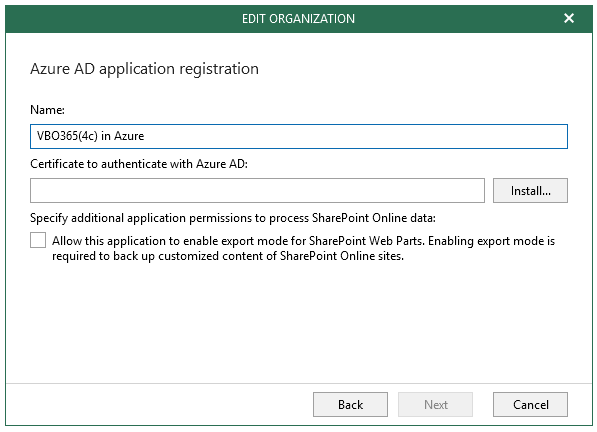 EDIT ORGANIZATION
Azure AD application registration
Name:
VBO365(4c) in Azure
Certificate to authenticate with Azure AD:
Install...
Specify additional application permissions to process SharePoint Online data:
Allow this application to enable export mode for SharePoint Web Parts. Enabling export mode is
required to back up customized content of SharePoint Online sites.
Back
Next
Cancel